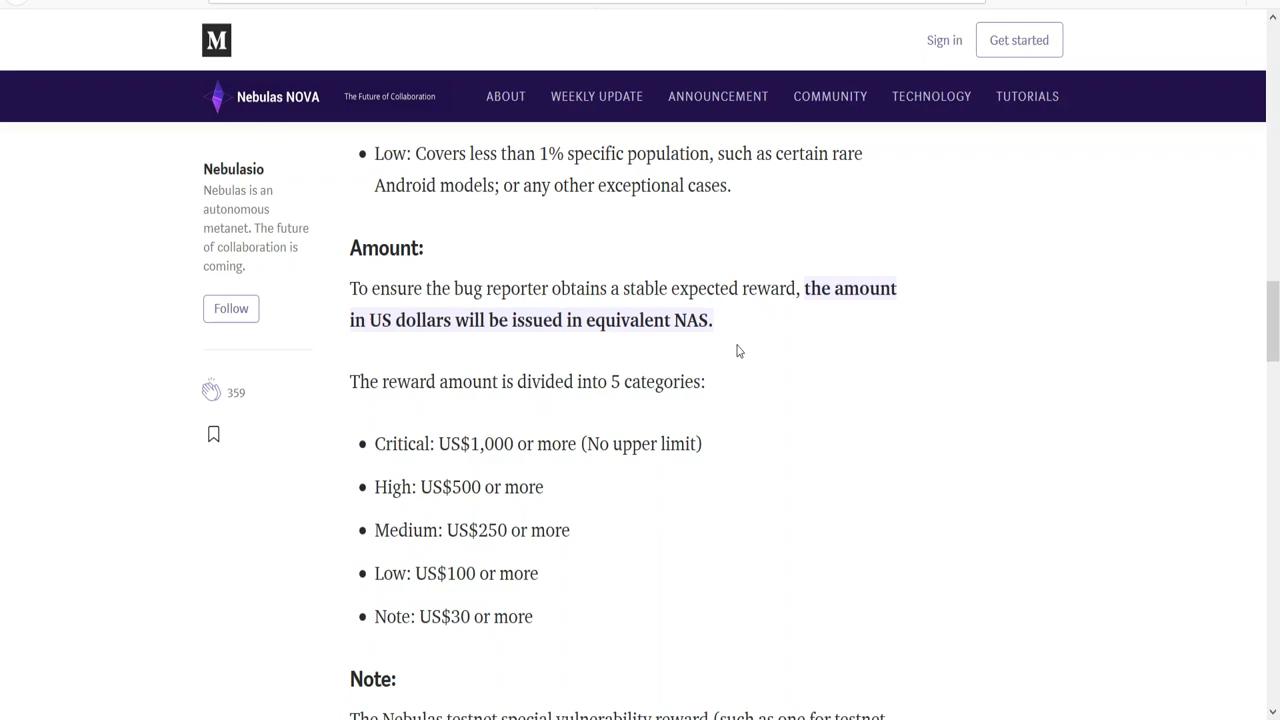 M
Sign in
Get started
Nebulas NOVA
The Future of Collaboration
ABOUT
WEEKLY UPDATE
ANNOUNCEMENT
COMMUNITY
TECHNOLOGY
TUTORIALS
Nebulasio
Nebulas is an
autonomous
metanet. The future
of collaboration is
coming.
Follow
359
• Low: Covers less than 1% specific population, such as certain rare
Android models; or any other exceptional cases.
Amount:
To ensure the bug reporter obtains a stable expected reward, the amount
in US dollars will be issued in equivalent NAS.
The reward amount is divided into 5 categories:
• Critical: US$1,000 or more (No upper limit)
• High: US$500 or more
• Medium: US$250 or more
• Low: US$100 or more
• Note: US$30 or more
Note:
The Nebulas testnet special vulnerability reward (such as one for testnet